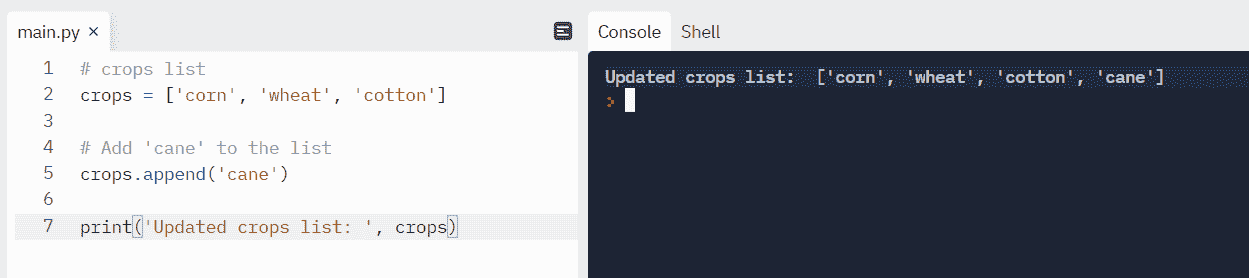 main.py ×
1 # crops list
2 crops = ['corn', 'wheat', 'cotton']
3
4 # Add 'cane' to the list
5 crops.append('cane')
6
7 print('Updated crops list: ', crops)
Console Shell
Updated crops list:  ['corn', 'wheat', 'cotton', 'cane']